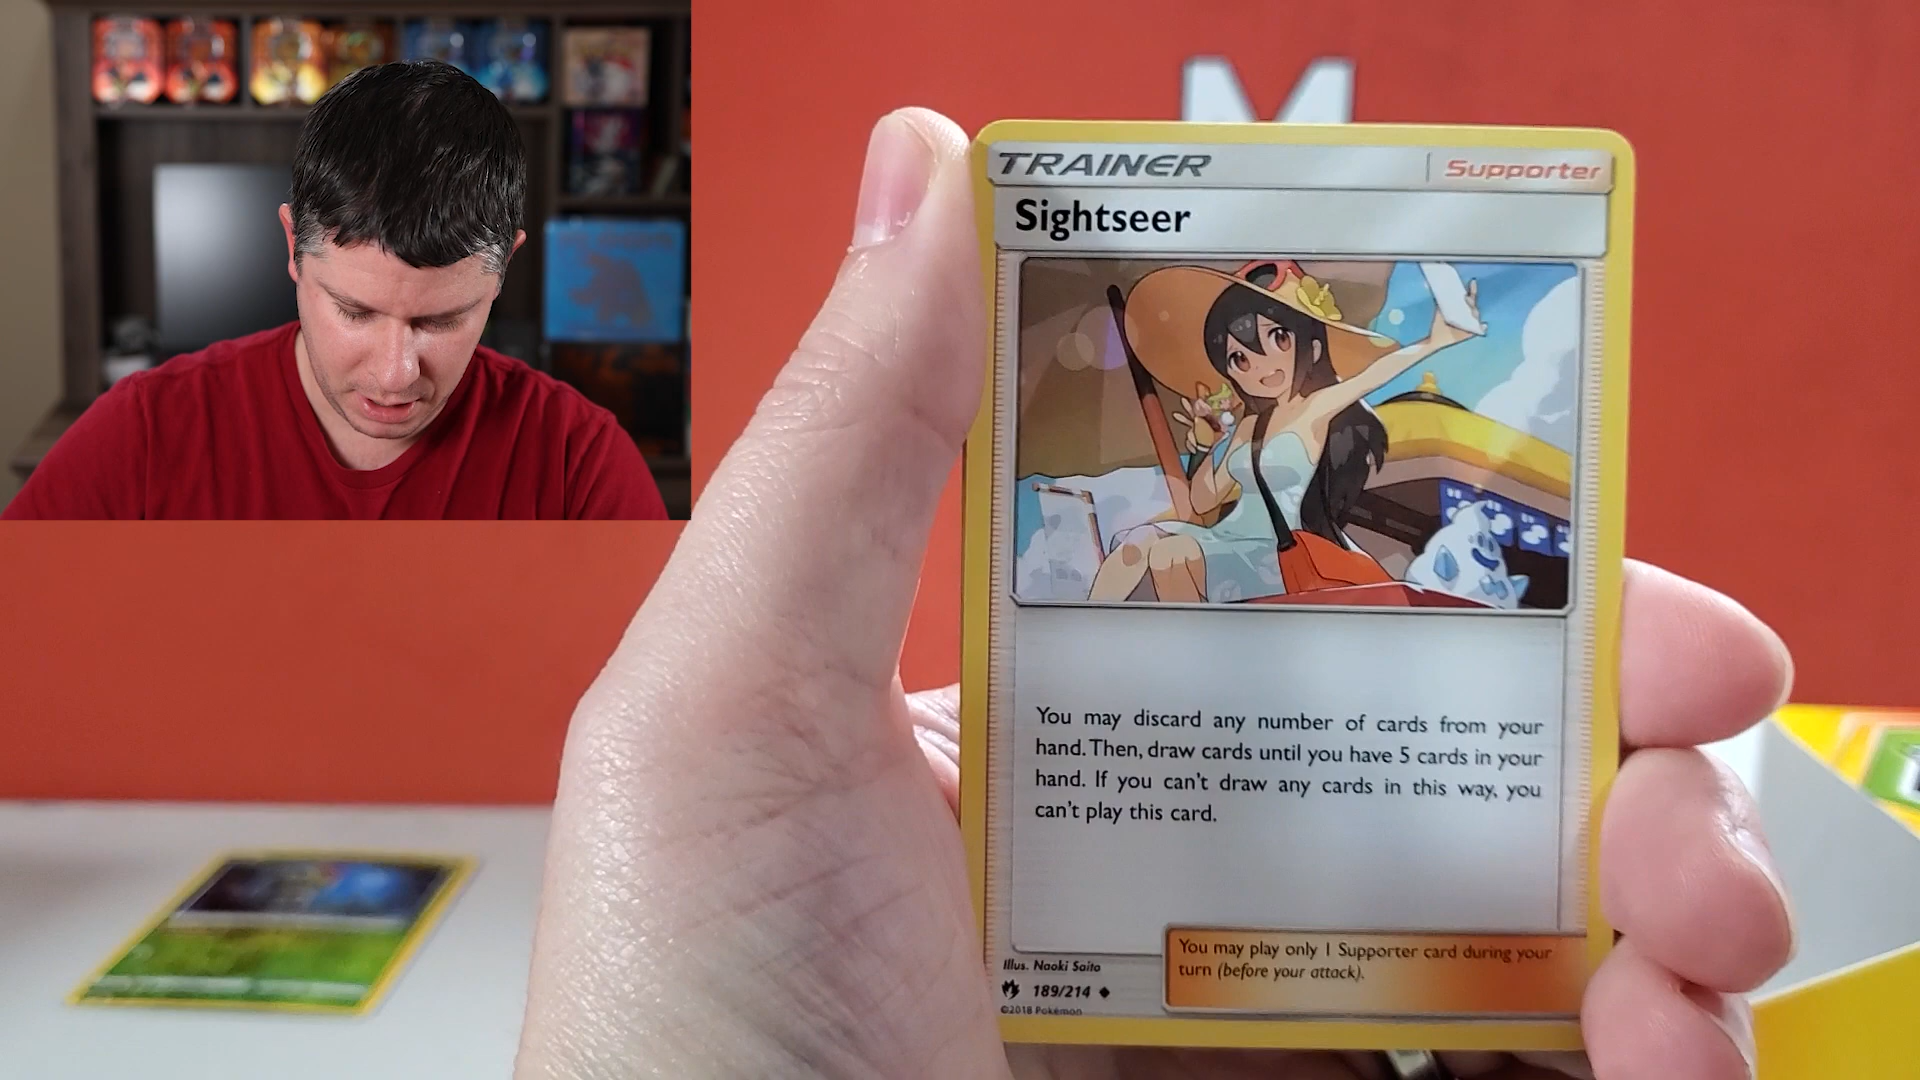 M
TRAINER
Supporter
Sightseer
You may discard any number of cards from your
hand. Then, draw cards until you have 5 cards in your
hand. If you can't draw any cards in this way, you
can't play this card.
You may play only 1 Supporter card during your
turn (before your attack).
Illus. Naoki Saito
189/214
©2018 Pokémon